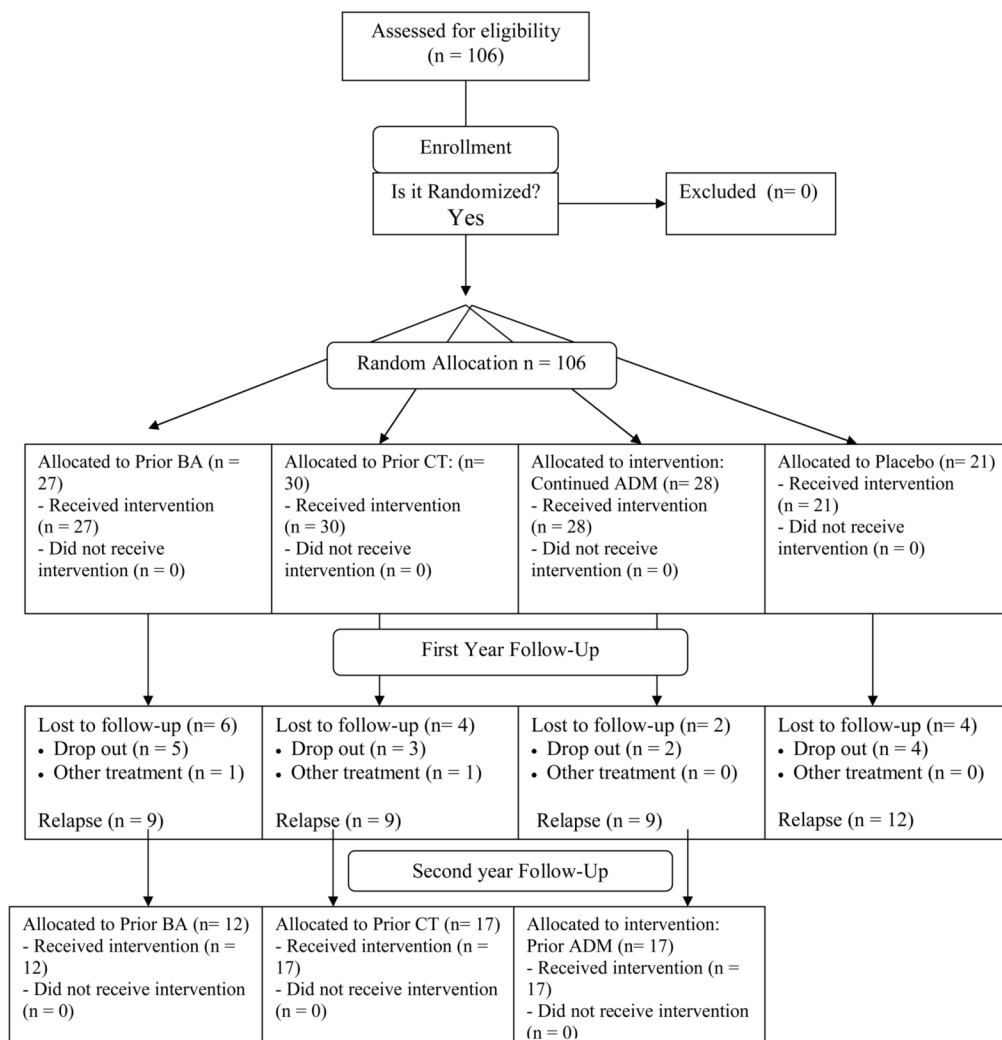 Assessed for eligibility
(n = 106)
Enrollment
Is it Randomized?
Yes
Excluded (n= 0)
Random Allocation n = 106
Allocated to Prior BA (n =
27)
- Received intervention
(n = 27)
- Did not receive
intervention (n = 0)
Allocated to Prior CT: (n=
30)
- Received intervention
(n = 30)
- Did not receive
intervention (n = 0)
Allocated to intervention:
Continued ADM (n= 28)
- Received intervention
(n = 28)
- Did not receive
intervention (n = 0)
Allocated to Placebo (n = 21)
- Received intervention
(n = 21)
- Did not receive
intervention (n = 0)
First Year Follow-Up
Lost to follow-up (n= 6)
• Drop out (n = 5)
• Other treatment (n = 1)
Relapse (n = 9)
Lost to follow-up (n= 4)
• Drop out (n = 3)
• Other treatment (n = 1)
Relapse (n = 9)
Lost to follow-up (n= 2)
• Drop out (n = 2)
• Other treatment (n = 0)
Relapse (n = 9)
Lost to follow-up (n= 4)
• Drop out (n = 4)
• Other treatment (n = 0)
Relapse (n = 12)
Second year Follow-Up
Allocated to Prior BA (n= 12)
- Received intervention (n =
12)
- Did not receive intervention
(n = 0)
Allocated to Prior CT (n= 17)
- Received intervention (n =
17)
- Did not receive intervention
(n = 0)
Allocated to intervention:
Prior ADM (n= 17)
- Received intervention (n =
17)
- Did not receive intervention
(n = 0)